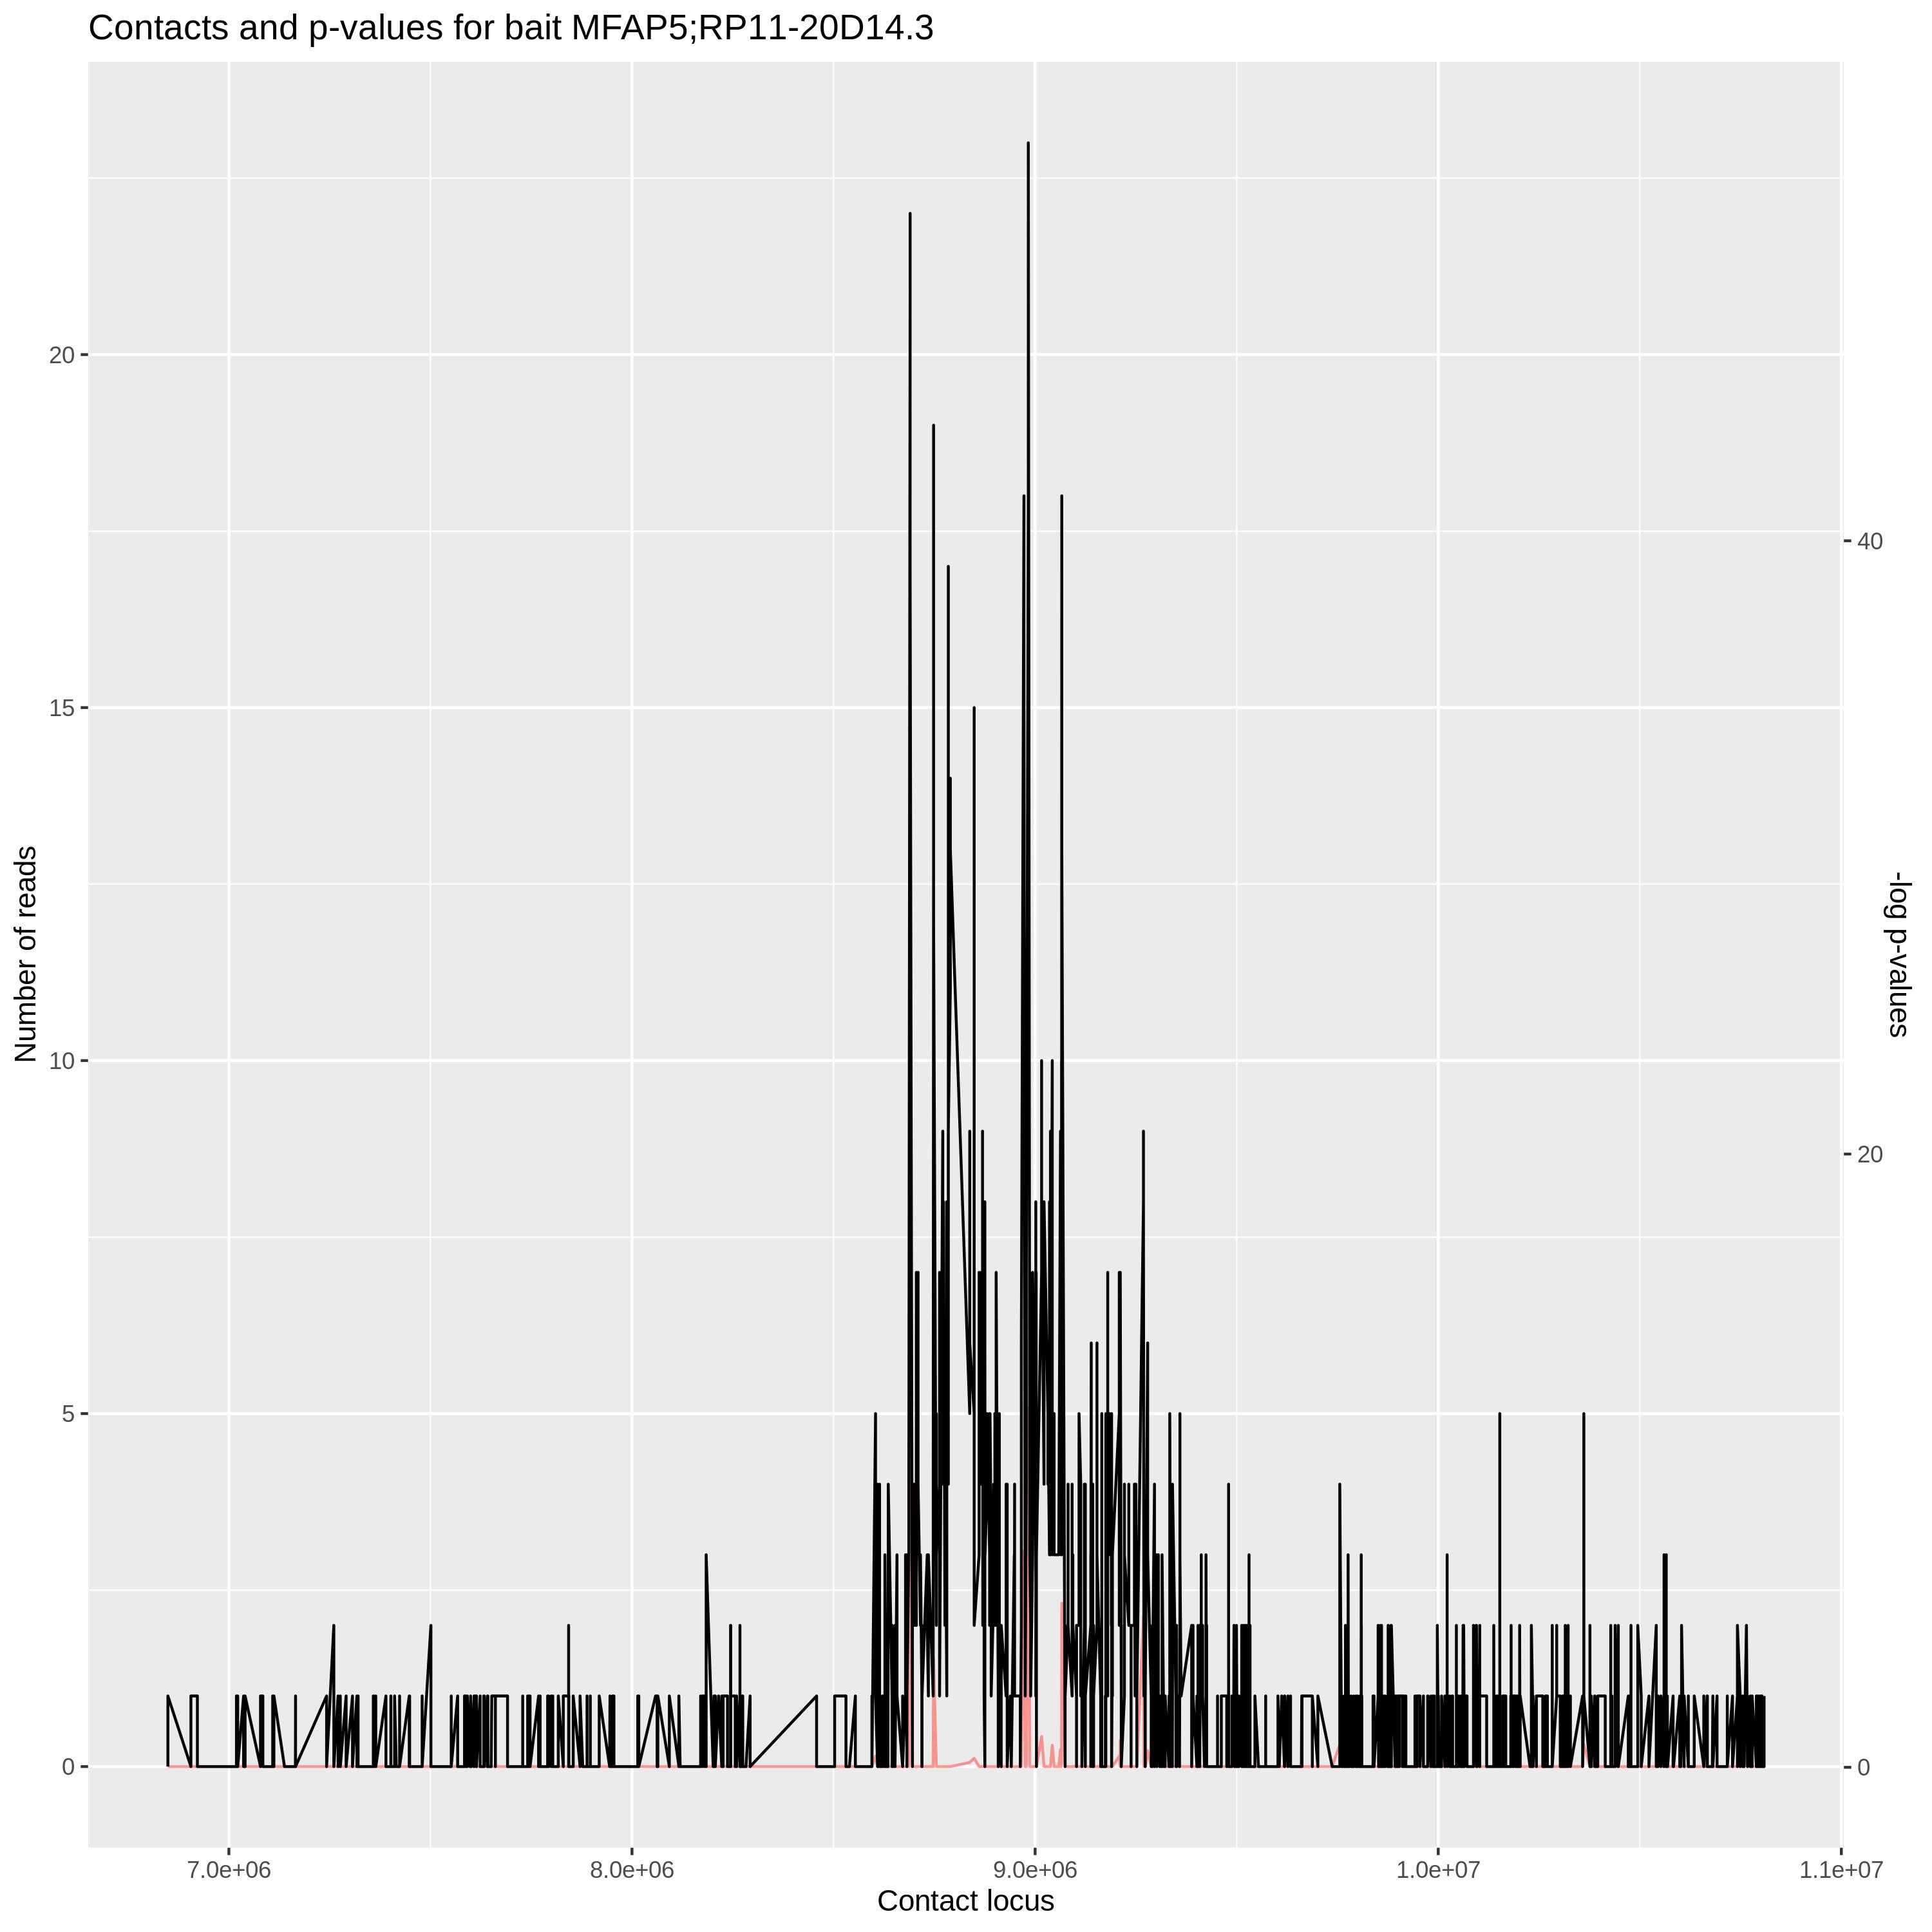 Contacts and p-values for bait MFAP5;RP11-20D14.3
Number of reads
20
15
10
5
0
40
20
0
-log p-values
7.0e+06 8.0e+06 9.0e+06 1.0e+07 1.1e+07
Contact locus